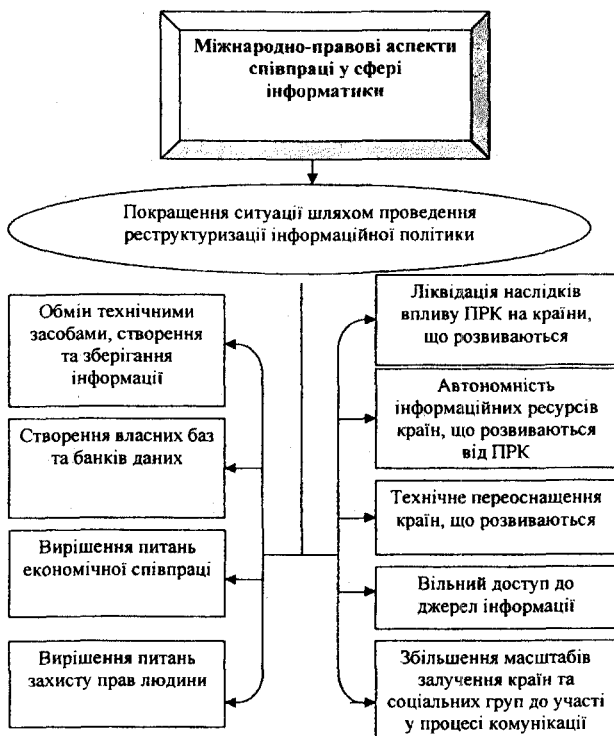 Міжнародно-правові аспекти
співпраці у сфері
інформатики
Покращення ситуації шляхом проведення
реструктуризації інформаційної політики
Обмін технічними
засобами, створення
та зберігання
інформації
Створення власних баз
та банків даних
Вирішення питань
економічної співпраці
Вирішення питань
захисту прав людини
Ліквідація наслідків
впливу ПРК на країни,
що розвиваються
Автономність
інформаційних ресурсів
країн, що розвиваються
від ПРК
Технічне переоснащення
країн, що розвиваються
Вільний доступ до
джерел інформації
Збільшення масштабів
залучення країн та
соціальних груп до участі
у процесі комунікації